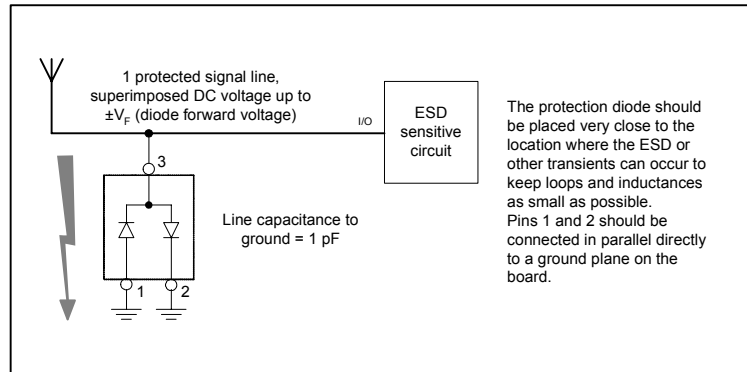 1 protected signal line,
superimposed DC voltage up to
±VF (diode forward voltage)
I/O
ESD
sensitive
circuit
3
Line capacitance to
ground = 1 pF
1
2
The protection diode should
be placed very close to the
location where the ESD or
other transients can occur to
keep loops and inductances
as small as possible.
Pins 1 and 2 should be
connected in parallel directly
to a ground plane on the
board.